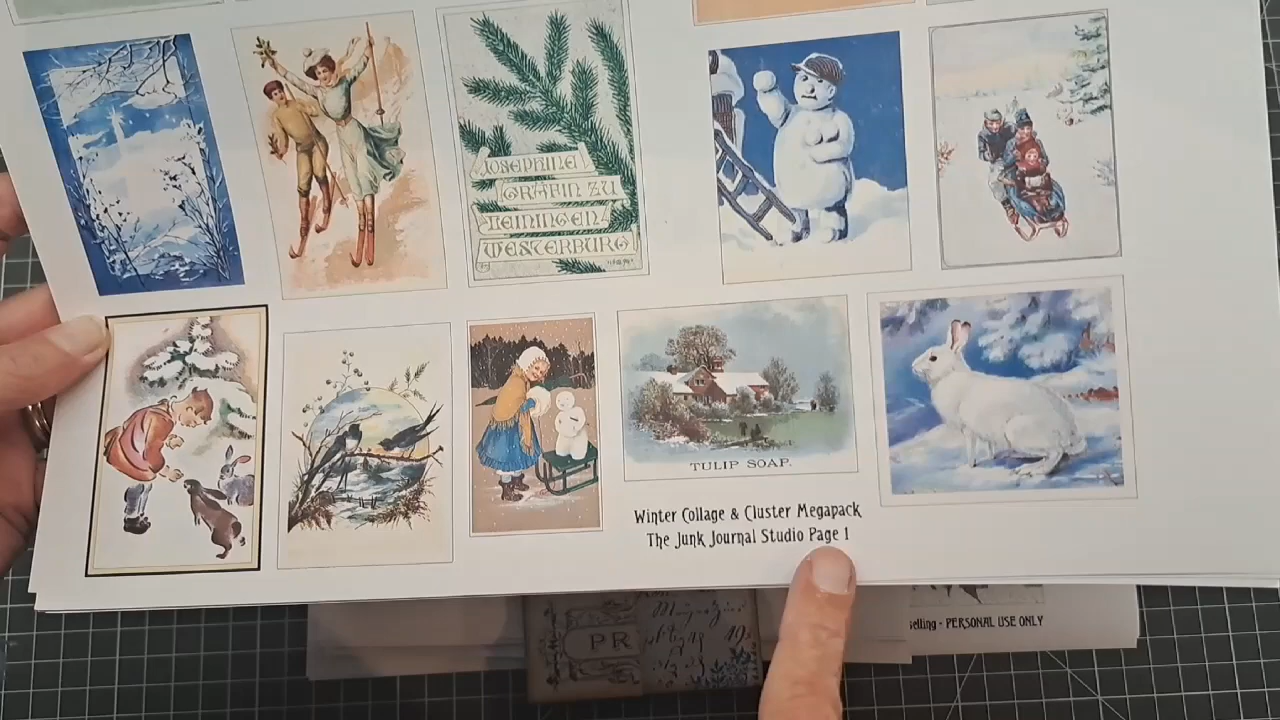 JOSEPHINE
GRÄFIN ZU
LEININGEN
WESTERBURG
TULIP SOAP.
Winter Collage & Cluster Megapack
The Junk Journal Studio Page 1
selling - PERSONAL USE ONLY
PR